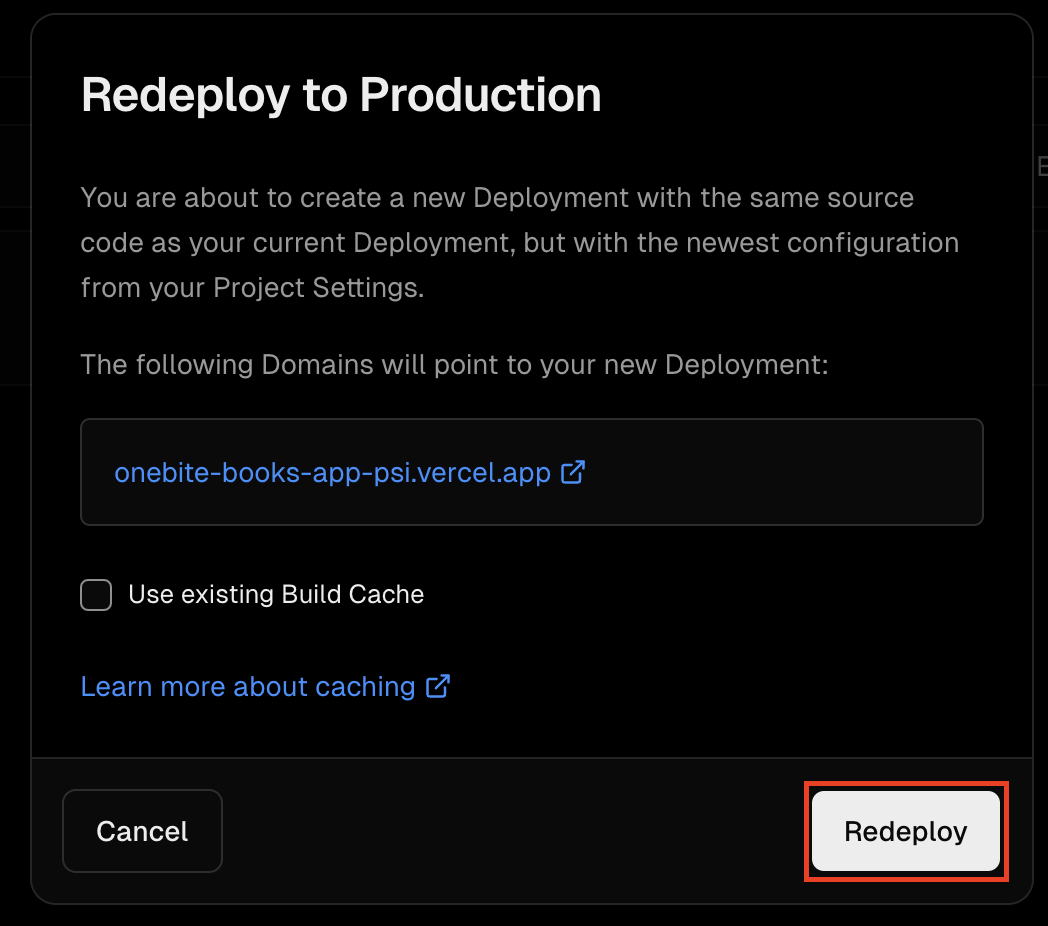 Redeploy to Production
You are about to create a new Deployment with the same source
code as your current Deployment, but with the newest configuration
from your Project Settings.
The following Domains will point to your new Deployment:
onebite-books-app-psi.vercel.app
Use existing Build Cache
Learn more about caching
Cancel
Redeploy